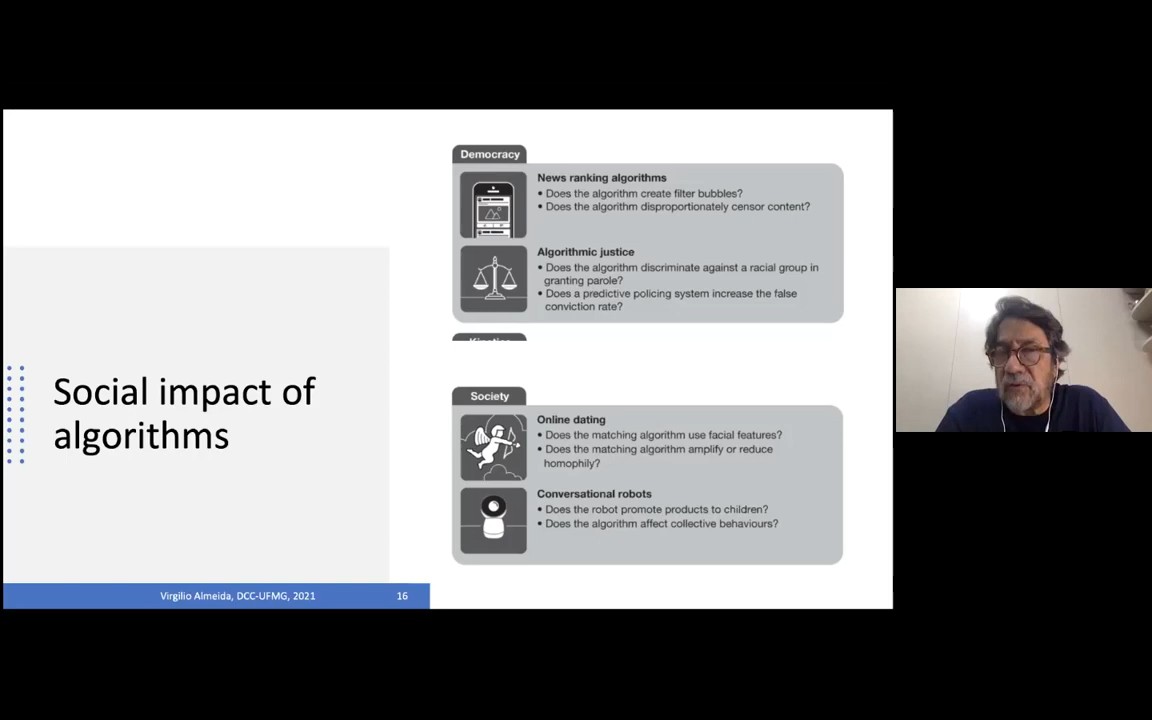 Social impact of
algorithms
Virgilio Almeida, DCC-UFMG, 2021
16
Democracy
News ranking algorithms
• Does the algorithm create filter bubbles?
• Does the algorithm disproportionately censor content?
Algorithmic justice
• Does the algorithm discriminate against a racial group in
granting parole?
• Does a predictive policing system increase the false
conviction rate?
Society
Online dating
• Does the matching algorithm use facial features?
• Does the matching algorithm amplify or reduce
homophily?
Conversational robots
• Does the robot promote products to children?
• Does the algorithm affect collective behaviours?